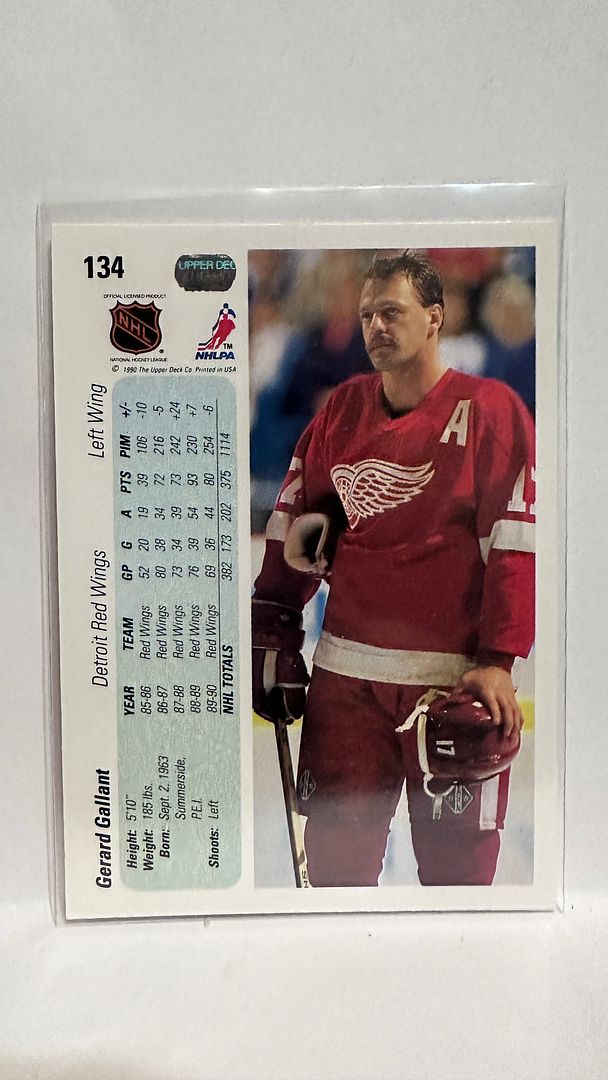 134
UPPER DEC
OFFICIAL LICENSED PRODUCT
NHL
®
NATIONAL HOCKEY LEAGUE
TM
NHLPA
© 1990 The Upper Deck Co. Printed in USA
Gerard Gallant Detroit Red Wings Left Wing
Height: 5'10"
Weight: 185 lbs.
Born: Sept. 2, 1963
Summerside,
P.E.I.
Shoots: Left
YEAR TEAM GP G A PTS PIM +/-
85-86 Red Wings 52 20 19 39 106 -10
86-87 Red Wings 80 38 34 72 216 -5
87-88 Red Wings 73 34 39 73 242 +24
88-89 Red Wings 76 39 54 93 230 +7
89-90 Red Wings 69 36 44 80 254 -6
NHL TOTALS 382 173 202 375 1114
A
17
17